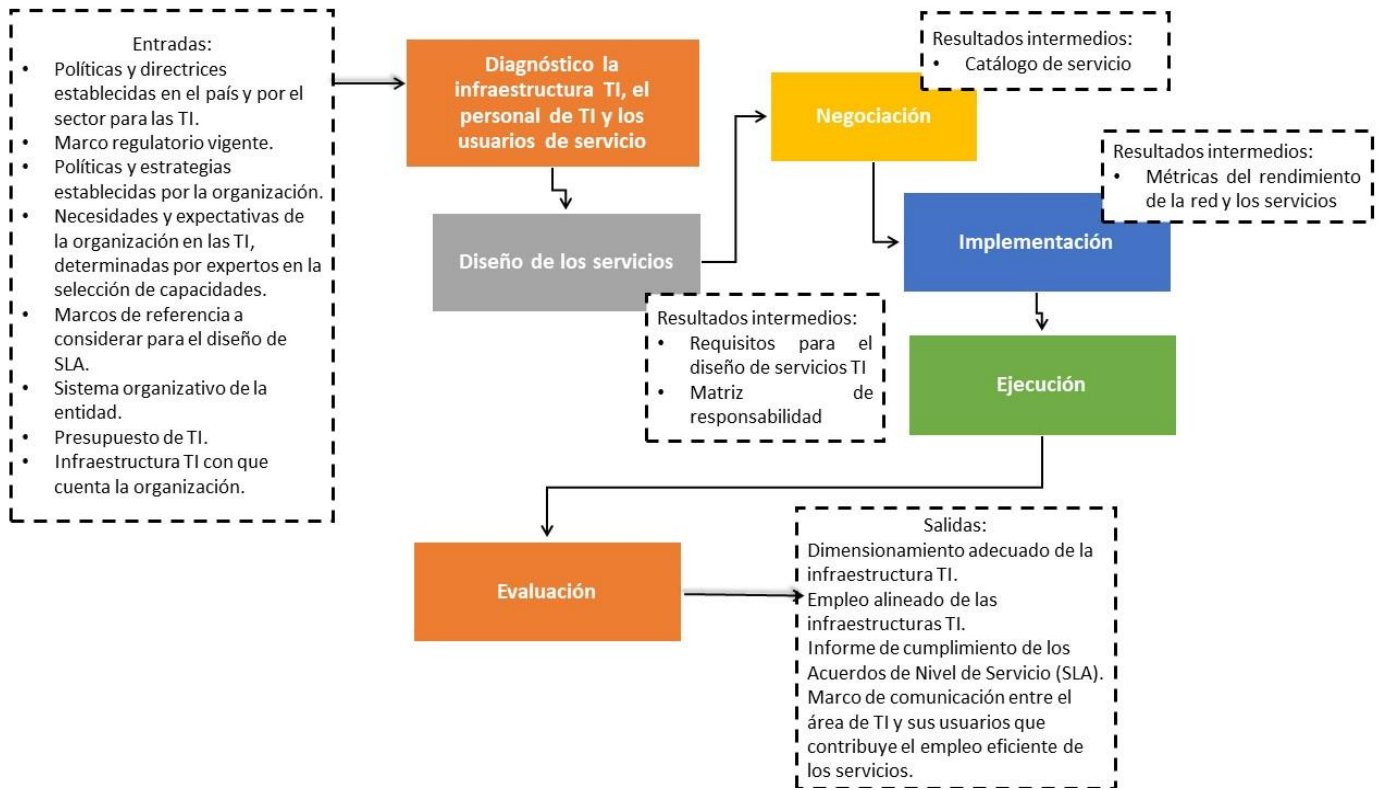 Entradas:
• Políticas y directrices
establecidas en el país y por el
sector para las TI.
• Marco regulatorio vigente.
• Políticas y estrategias
establecidas por la organización.
• Necesidades y expectativas de
la organización en las TI,
determinadas por expertos en la
selección de capacidades.
• Marcos de referencia a
considerar para el diseño de
SLA.
• Sistema organizativo de la
entidad.
• Presupuesto de TI.
• Infraestructura TI con que
cuenta la organización.
Diagnóstico la
infraestructura TI, el
personal de TI y los
usuarios de servicio
Diseño de los servicios
Resultados intermedios:
• Requisitos para el
diseño de servicios TI
• Matriz de
responsabilidad
Negociación
Resultados intermedios:
• Catálogo de servicio
Implementación
Resultados intermedios:
• Métricas del rendimiento
de la red y los servicios
Ejecución
Evaluación
Salidas:
Dimensionamiento adecuado de la
infraestructura TI.
Empleo alineado de las
infraestructuras TI.
Informe de cumplimiento de los
Acuerdos de Nivel de Servicio (SLA).
Marco de comunicación entre el
área de TI y sus usuarios que
contribuye el empleo eficiente de
los servicios.